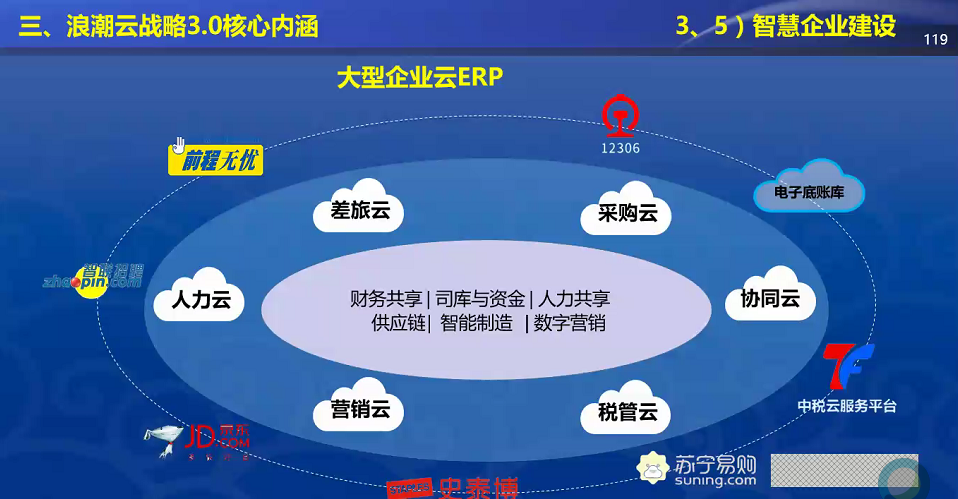 三、浪潮云战略3.0核心内涵
3、5）智慧企业建设
119
大型企业云ERP
12306
前程无忧
电子底账库
差旅云
采购云
智联招聘
zhaopin.com
人力云
协同云
财务共享 | 司库与资金 | 人力共享
供应链 | 智能制造 | 数字营销
中税云服务平台
营销云
税管云
京东
JD.COM
苏宁易购
suning.com
史泰博